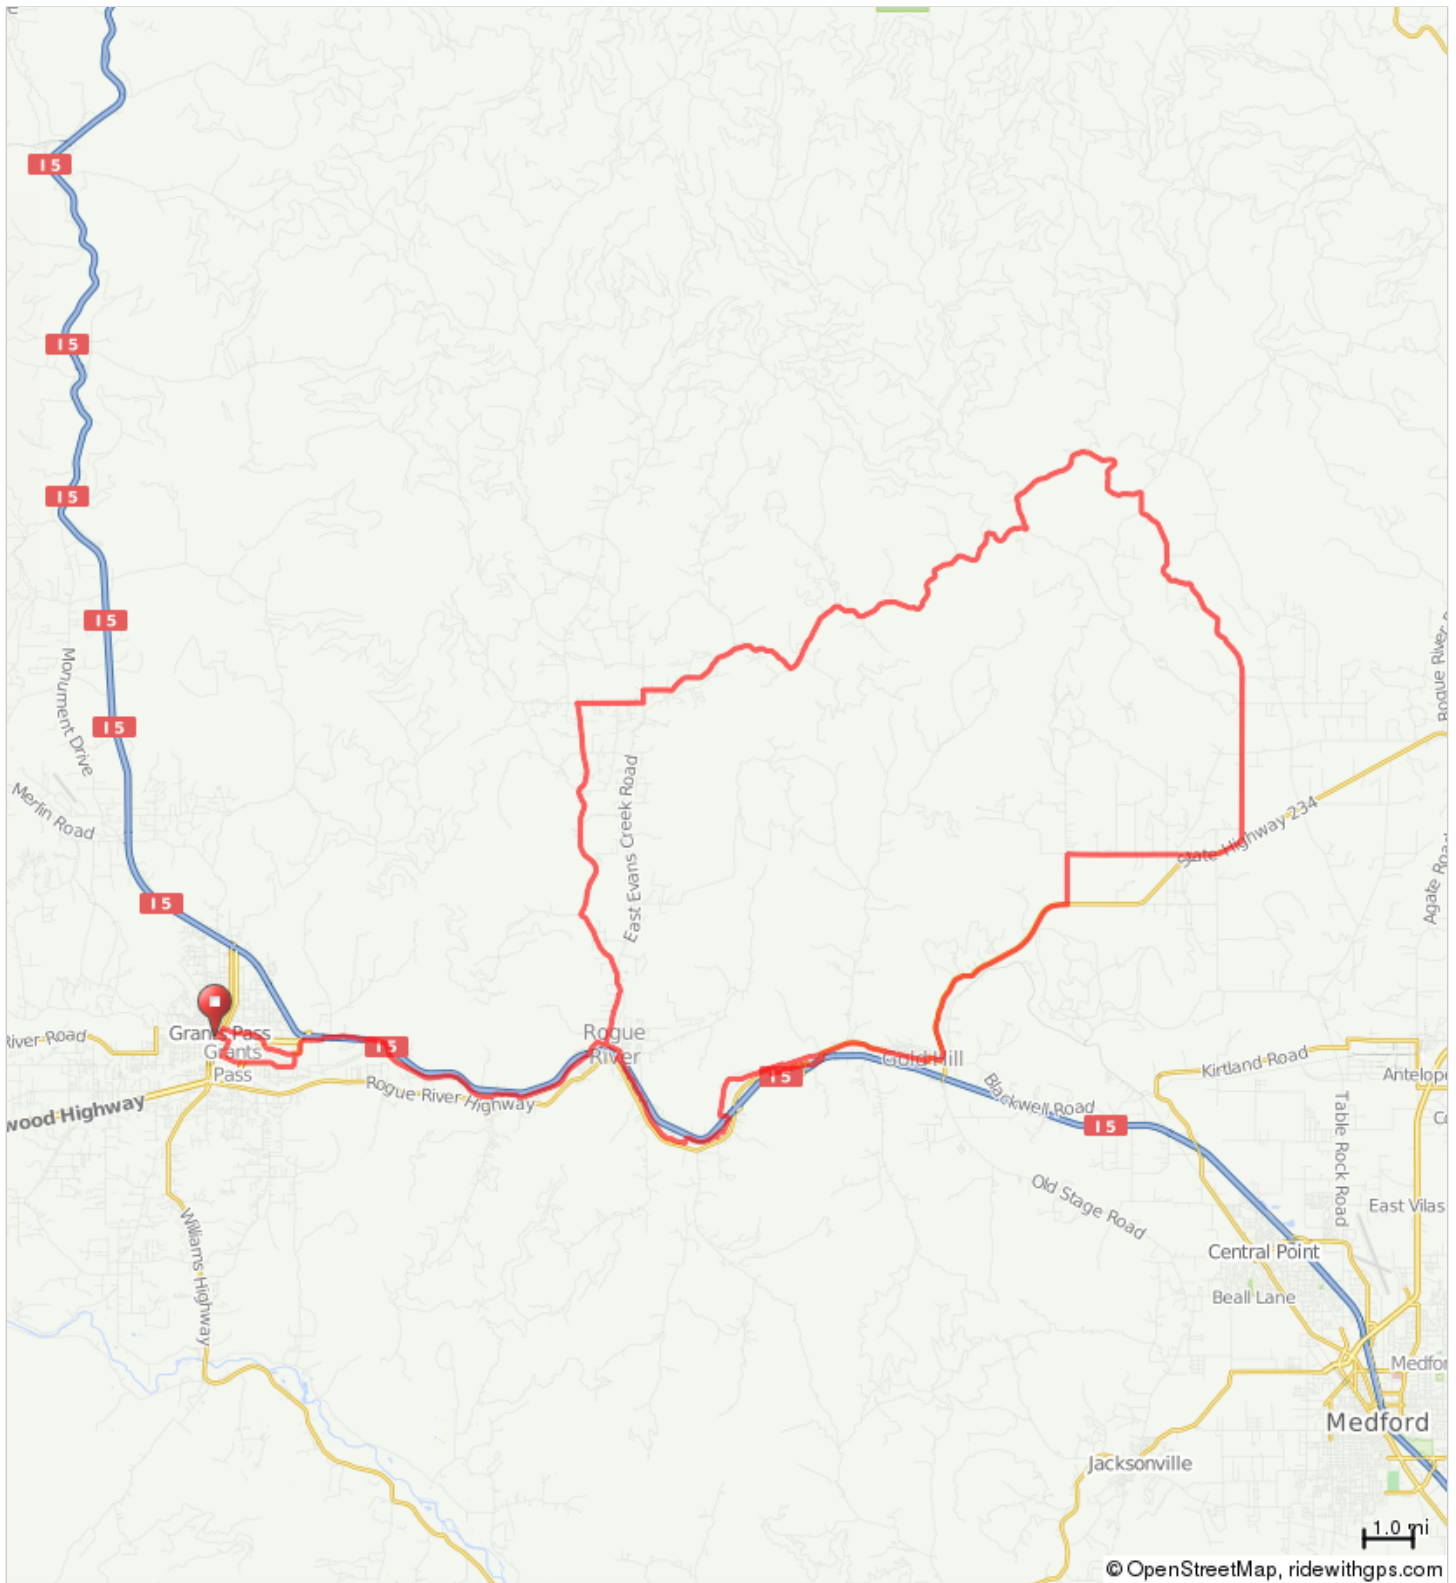 I 5
I 5
I 5
I 5
Monument Drive
I 5
Merlin Road
East Evans Creek Road
State Highway 234
I 5
River Road
Grants Pass
Grants
Pass
I 5
Rogue River Highway
Rogue
River
I 5
Gold Hill
Blackwell Road
Kirtland Road
Antelop
Agate Roa
wood Highway
I 5
Table Rock Road
East Vilas
Old Stage Road
Williams Highway
Central Point
Beall Lane
Medfor
Medford
Jacksonville
1.0 mi
© OpenStreetMap, ridewithgps.com